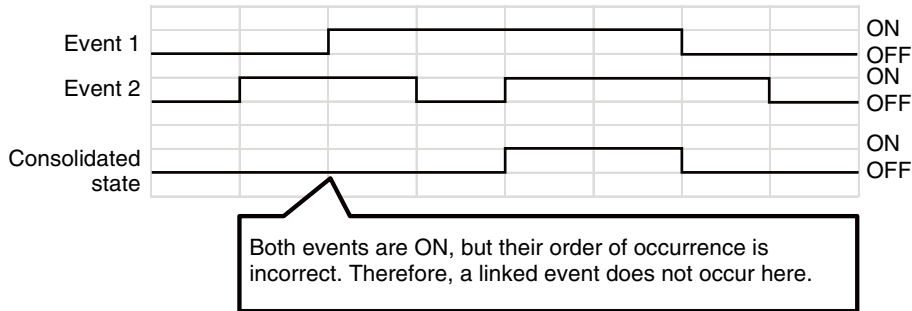 Event 1
ON
OFF
Event 2
ON
OFF
Consolidated
state
ON
OFF
Both events are ON, but their order of occurrence is
incorrect. Therefore, a linked event does not occur here.